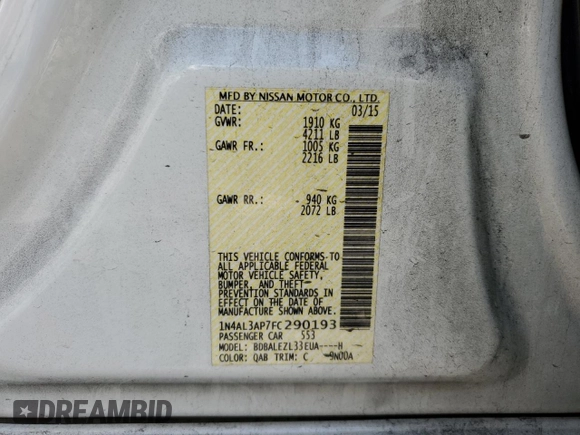 MFD BY NISSAN MOTOR CO., LTD.
DATE: 03/15
GVWR: 1910 KG
4211 LB
GAWR FR.: 1005 KG
2216 LB
GAWR RR.: 940 KG
2072 LB
THIS VEHICLE CONFORMS TO
ALL APPLICABLE FEDERAL
MOTOR VEHICLE SAFETY,
BUMPER, AND THEFT
PREVENTION STANDARDS
IN EFFECT ON THE DATE OF
MANUFACTURE SHOWN ABOVE.
1N4AL3AP7FC290193
PASSENGER CAR 553
MODEL: BDBALEZL33EUA----H
COLOR: QAB TRIM: C 9N00A
DREAMBID